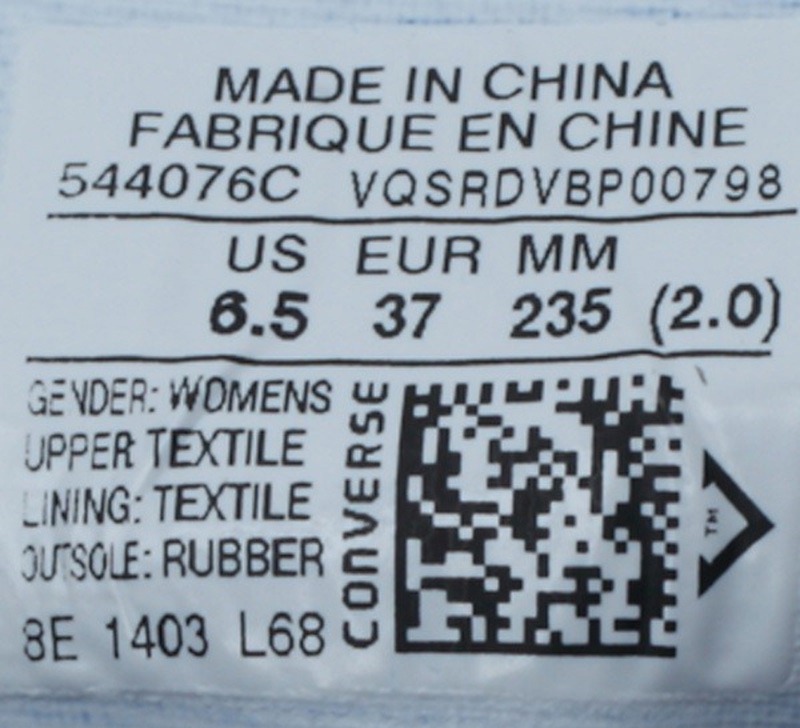 MADE IN CHINA
FABRIQUE EN CHINE
544076C VQSRDVBP00798
US EUR MM
6.5 37 235 (2.0)
GENDER: WOMENS
UPPER TEXTILE
LINING: TEXTILE
OUTSOLE: RUBBER
8E 1403 L68
CONVERSE
TM